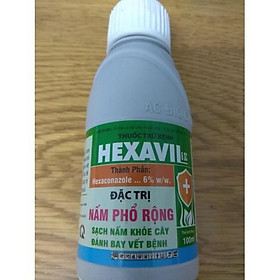 THUỐC TRỪ BỆNH
HEXAVIL
Thành Phần:
Hexaconazole ... 6% w/w.
ĐẶC TRỊ
NẤM PHỔ RỘNG
SẠCH NẤM KHỎE CÂY
ĐÁNH BAY VẾT BỆNH
100ml